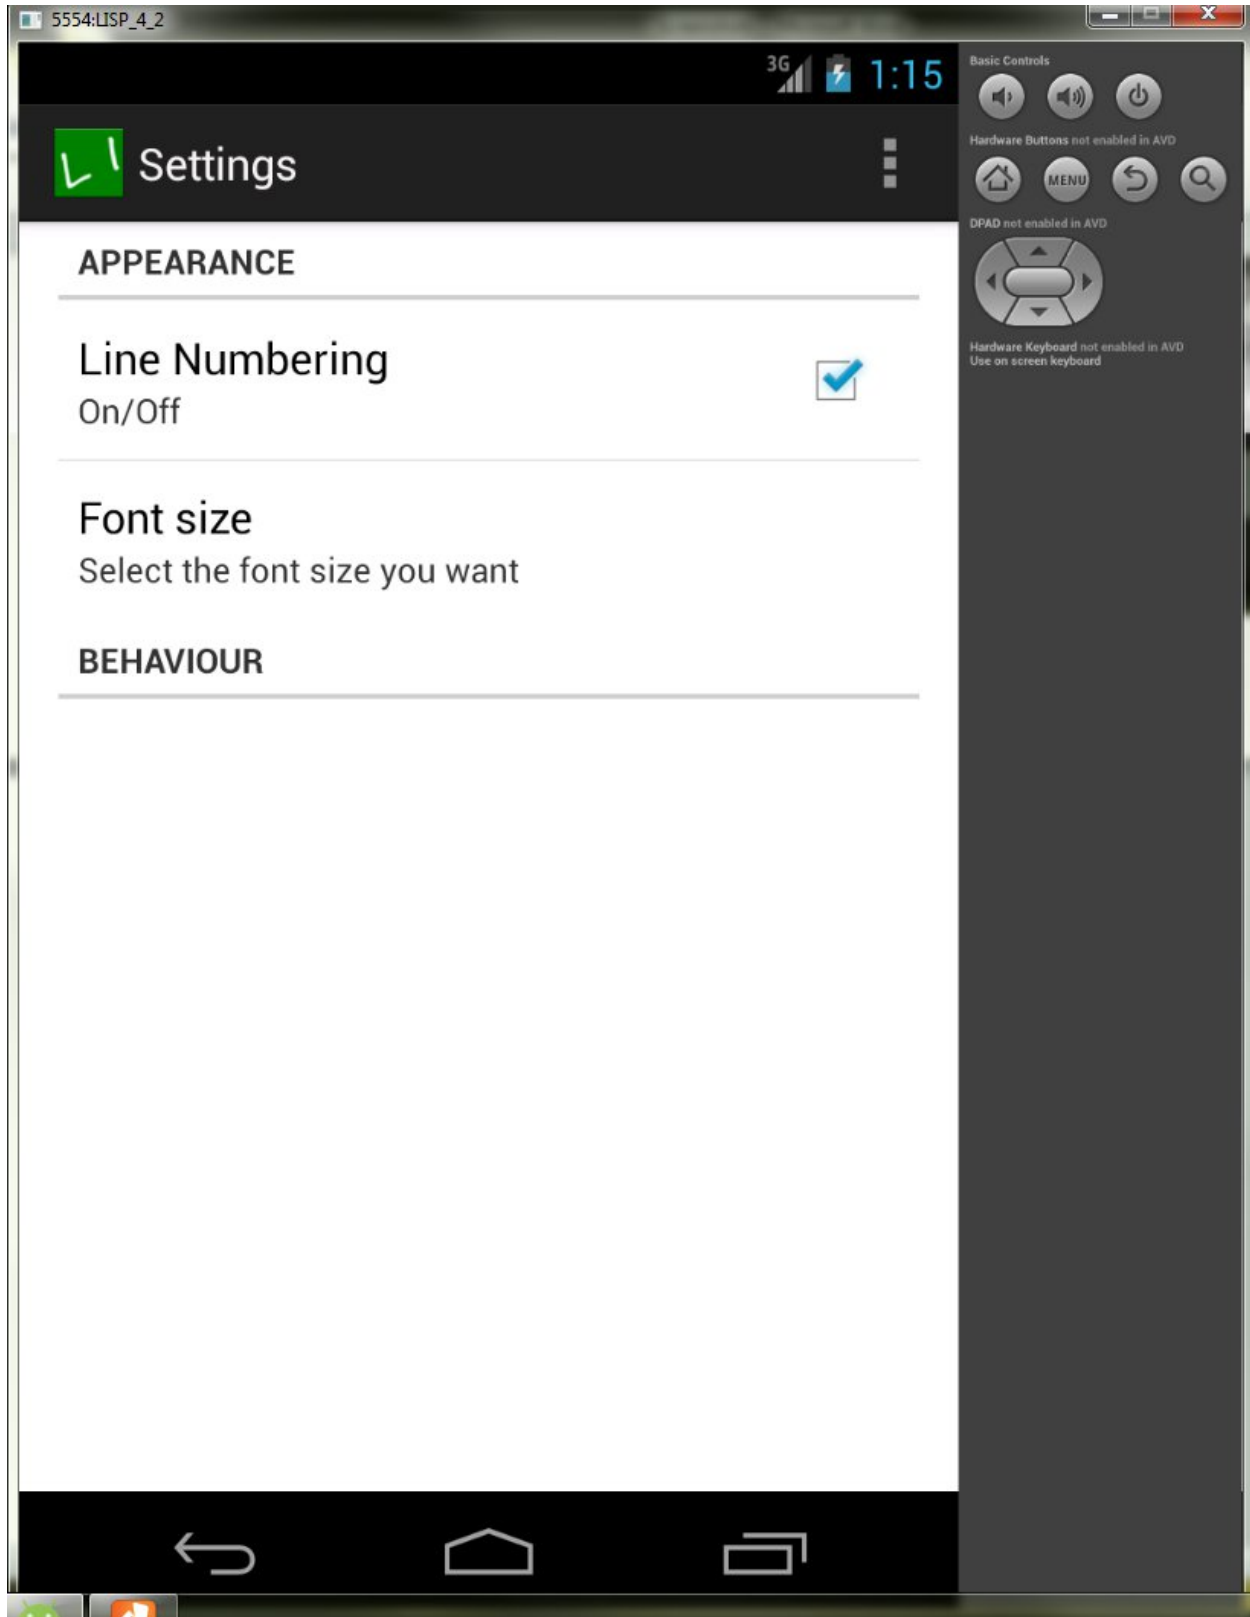 5554:LISP_4_2
3G 1:15
L I Settings
APPEARANCE
Line Numbering
On/Off
Font size
Select the font size you want
BEHAVIOUR
Basic Controls
Hardware Buttons not enabled in AVD
MENU
DPAD not enabled in AVD
Hardware Keyboard not enabled in AVD
Use on screen keyboard